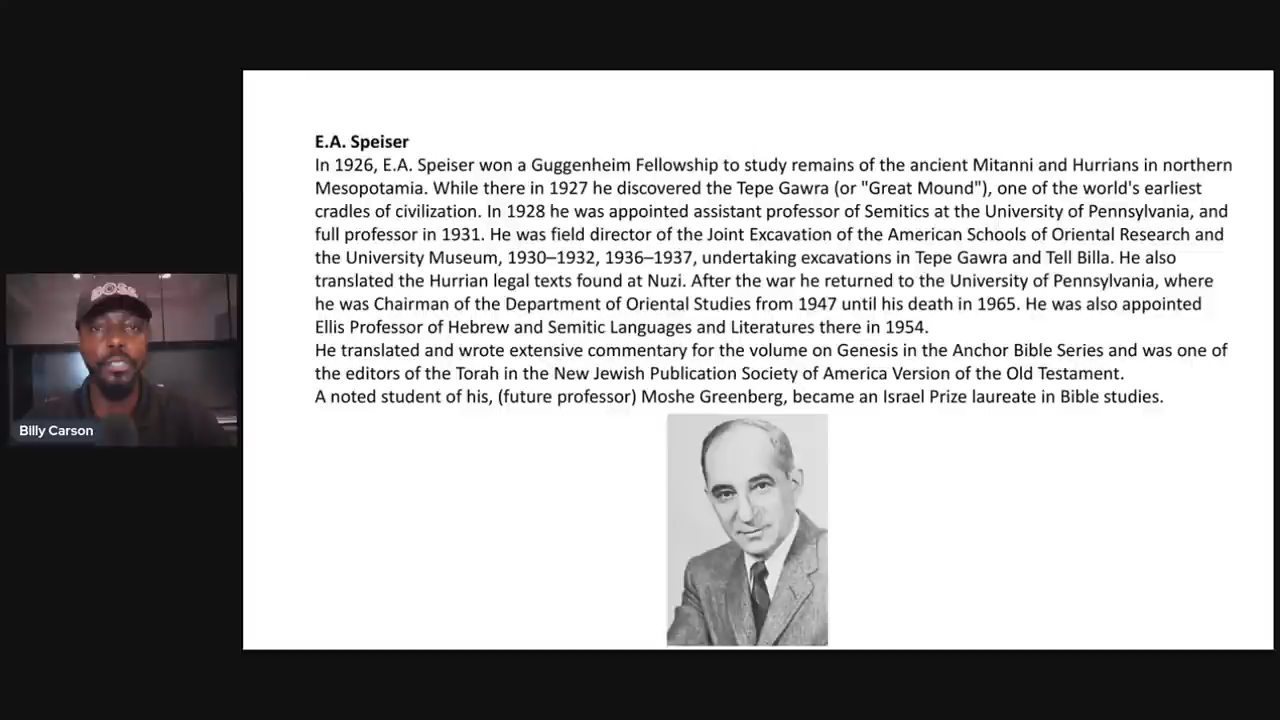 E.A. Speiser
In 1926, E.A. Speiser won a Guggenheim Fellowship to study remains of the ancient Mitanni and Hurrians in northern
Mesopotamia. While there in 1927 he discovered the Tepe Gawra (or "Great Mound"), one of the world's earliest
cradles of civilization. In 1928 he was appointed assistant professor of Semitics at the University of Pennsylvania, and
full professor in 1931. He was field director of the Joint Excavation of the American Schools of Oriental Research and
the University Museum, 1930–1932, 1936–1937, undertaking excavations in Tepe Gawra and Tell Billa. He also
translated the Hurrian legal texts found at Nuzi. After the war he returned to the University of Pennsylvania, where
he was Chairman of the Department of Oriental Studies from 1947 until his death in 1965. He was also appointed
Ellis Professor of Hebrew and Semitic Languages and Literatures there in 1954.
He translated and wrote extensive commentary for the volume on Genesis in the Anchor Bible Series and was one of
the editors of the Torah in the New Jewish Publication Society of America Version of the Old Testament.
A noted student of his, (future professor) Moshe Greenberg, became an Israel Prize laureate in Bible studies.
BOSS
Billy Carson